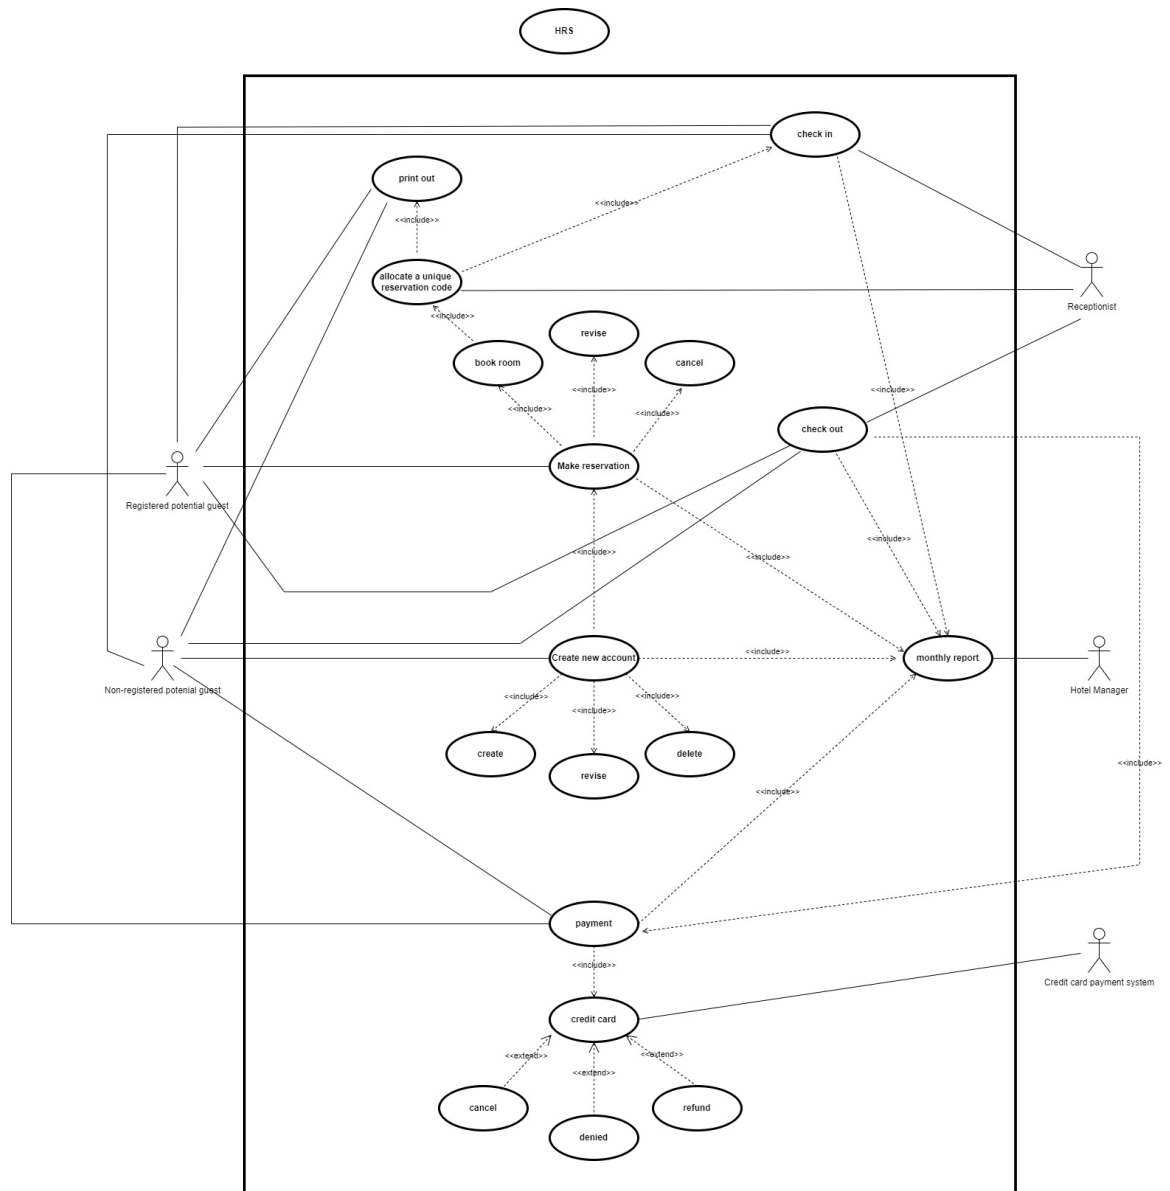 HRS
check in
print out
<<include>>
<<include>>
allocate a unique
reservation code
Receptionist
<<include>>
revise
book room
cancel
<<include>>
<<include>>
<<include>>
<<include>>
check out
Make reservation
Registered potential guest
<<include>>
<<include>>
<<include>>
Non-registered potenial guest
Create new account
<<include>>
monthly report
Hotel Manager
<<include>>
<<include>>
<<include>>
create
revise
delete
<<include>>
<<include>>
payment
<<include>>
Credit card payment system
credit card
<<extend>>
<<extend>>
<<extend>>
cancel
denied
refund